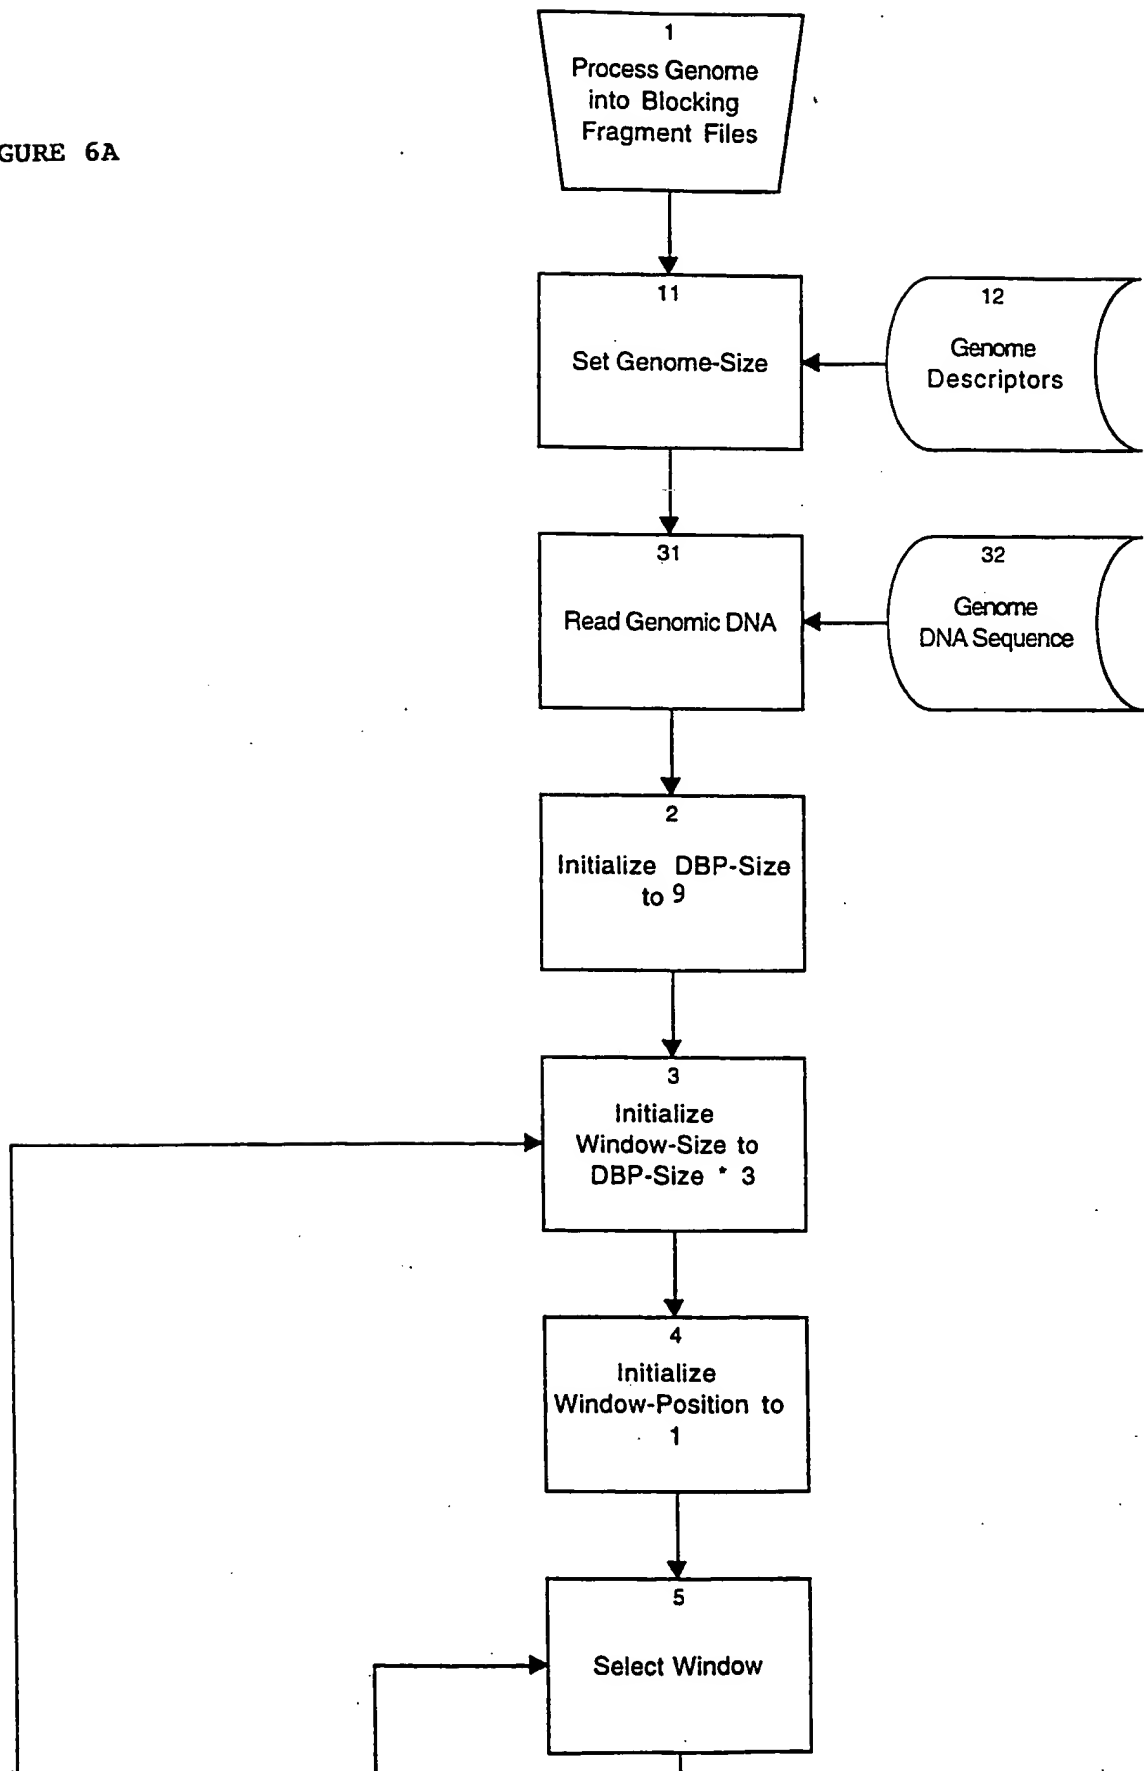 1
Process Genome
into Blocking
Fragment Files
GURE 6A
11
Set Genome-Size
12
Genome
Descriptors
31
Read Genomic DNA
32
Genome
DNA Sequence
2
Initialize DBP-Size
to 9
3
Initialize
Window-Size to
DBP-Size * 3
4
Initialize
Window-Position to
1
5
Select Window